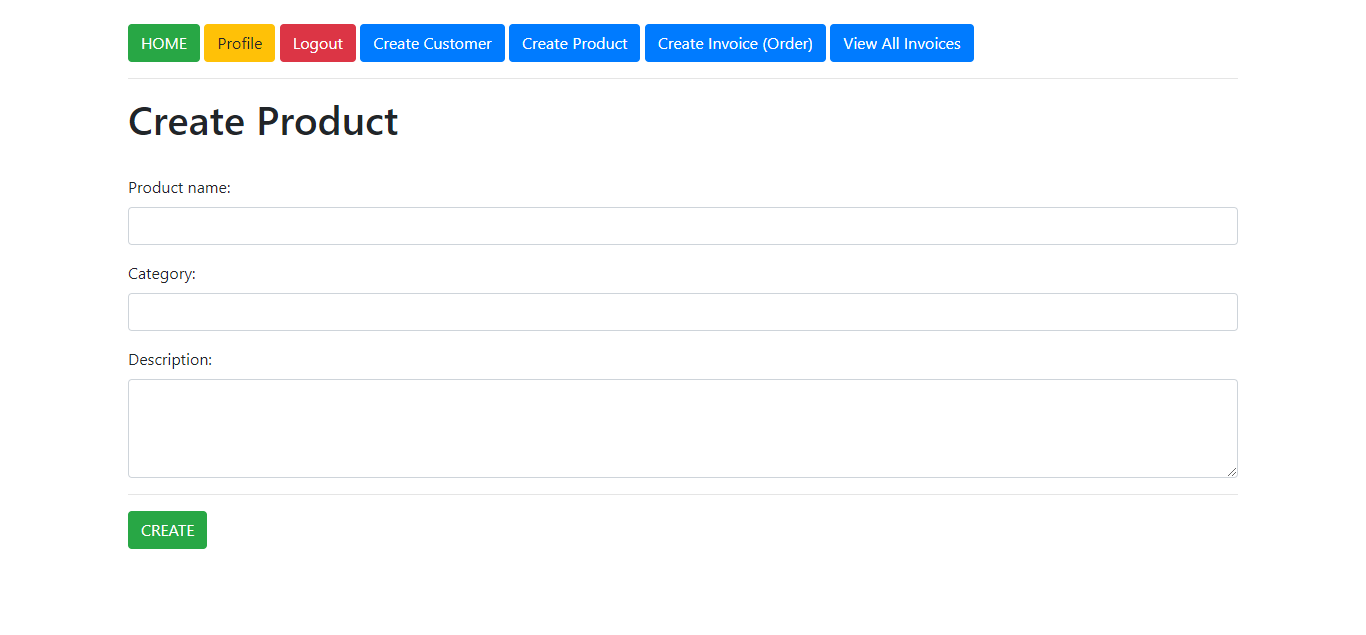 HOME Profile Logout Create Customer Create Product Create Invoice (Order) View All Invoices
Create Product
Product name:
Category:
Description:
CREATE